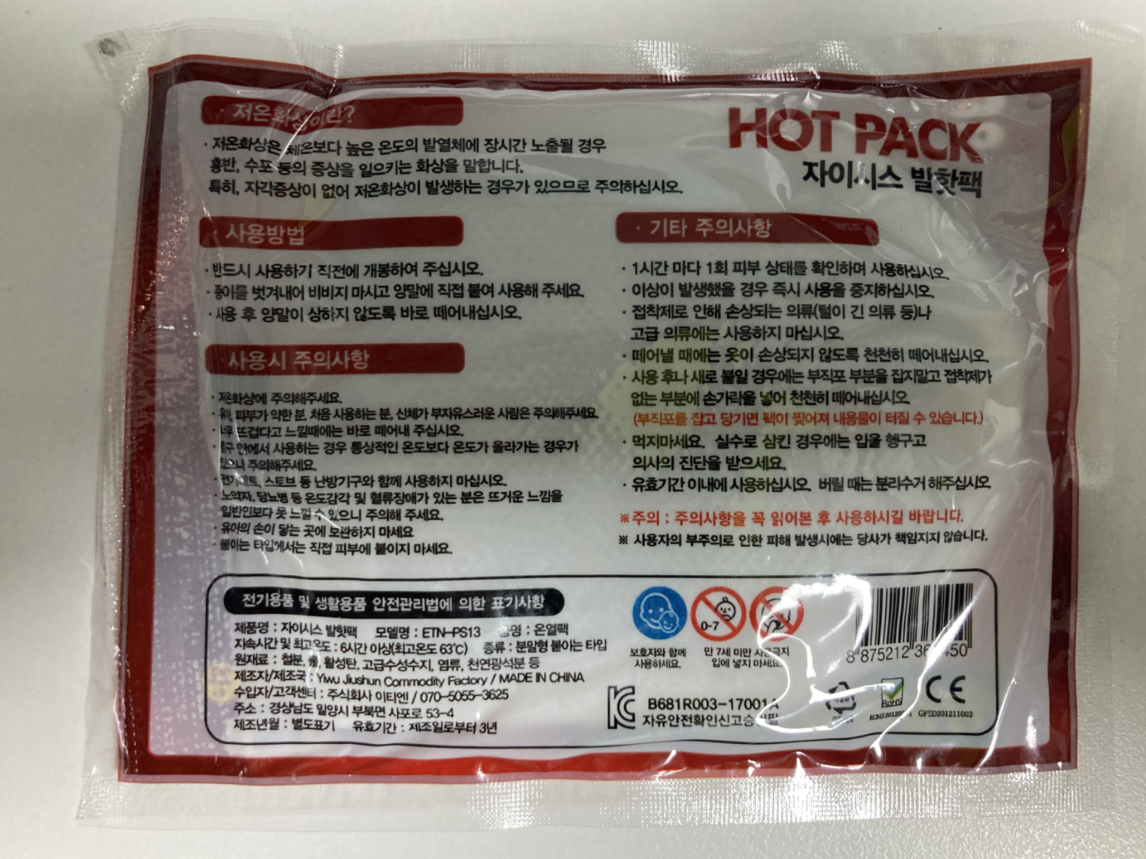 · 저온화상이란?
· 저온화상은 체온보다 높은 온도의 발열체에 장시간 노출될 경우
홍반, 수포 등의 증상을 일으키는 화상을 말합니다.
특히, 자각증상이 없어 저온화상이 발생하는 경우가 있으므로 주의하십시오.
HOT PACK
자이시스 발핫팩
· 사용방법
· 반드시 사용하기 직전에 개봉하여 주십시오.
· 종이를 벗겨내어 비비지 마시고 양말에 직접 붙여 사용해 주세요.
· 사용 후 양말이 상하지 않도록 바로 떼어내십시오.
· 사용시 주의사항
· 저온화상에 주의해주세요.
· 피부가 약한 분, 처음 사용하는 분, 신체가 부자유스러운 사람은 주의해주세요.
· 너무 뜨겁다고 느낄때에는 바로 떼어내 주십시오.
· 안에서 사용하는 경우 통상적인 온도보다 온도가 올라가는 경우가
있으니 주의해주세요.
· 전기매트, 스토브 등 난방기구와 함께 사용하지 마십시오.
· 노약자, 당뇨병 등 온도감각 및 혈류장애가 있는 분은 뜨거운 느낌을
일반인보다 못 느낄 수 있으니 주의해 주세요.
· 유아의 손이 닿는 곳에 보관하지 마세요
· 붙이는 타입에서는 직접 피부에 붙이지 마세요.
· 기타 주의사항
· 1시간 마다 1회 피부 상태를 확인하며 사용하십시오.
· 이상이 발생했을 경우 즉시 사용을 중지하십시오.
· 접착제로 인해 손상되는 의류(털이 긴 의류 등)나
고급 의류에는 사용하지 마십시오.
· 떼어낼 때에는 옷이 손상되지 않도록 천천히 떼어내십시오.
· 사용 후나 새로 붙일 경우에는 부직포 부분을 잡지말고 접착제가
없는 부분에 손가락을 넣어 천천히 떼어내십시오.
(부직포를 잡고 당기면 팩이 찢어져 내용물이 터질 수 있습니다.)
· 먹지마세요. 실수로 삼킨 경우에는 입을 헹구고
의사의 진단을 받으세요.
· 유효기간 이내에 사용하십시오. 버릴 때는 분리수거 해주십시오.
※주의 : 주의사항을 꼭 읽어본 후 사용하시길 바랍니다.
※ 사용자의 부주의로 인한 피해 발생시에는 당사가 책임지지 않습니다.
전기용품 및 생활용품 안전관리법에 의한 표기사항
제품명 : 자이시스 발핫팩 모델명 : ETN-PS13 품명 : 온열팩
지속시간 및 최고온도 : 6시간 이상(최고온도 63℃) 종류 : 분말형 붙이는 타입
원재료 : 철분, 물, 활성탄, 고급수성수지, 염류, 천연광석분 등
제조자/제조국 : Yiwu Jiushun Commodity Factory / MADE IN CHINA
수입자/고객센터 : 주식회사 이티엔 / 070-5055-3625
주소 : 경상남도 밀양시 부북면 사포로 53-4
제조년월 : 별도표기 유효기간 : 제조일로부터 3년
0-7
보호자와 함께
사용하세요.
만 7세 미만 사용금지
입에 넣지 마세요.
8 875212
B681R003-17001A
자유안전확인신고
RoHS
CE
GPSD201211002